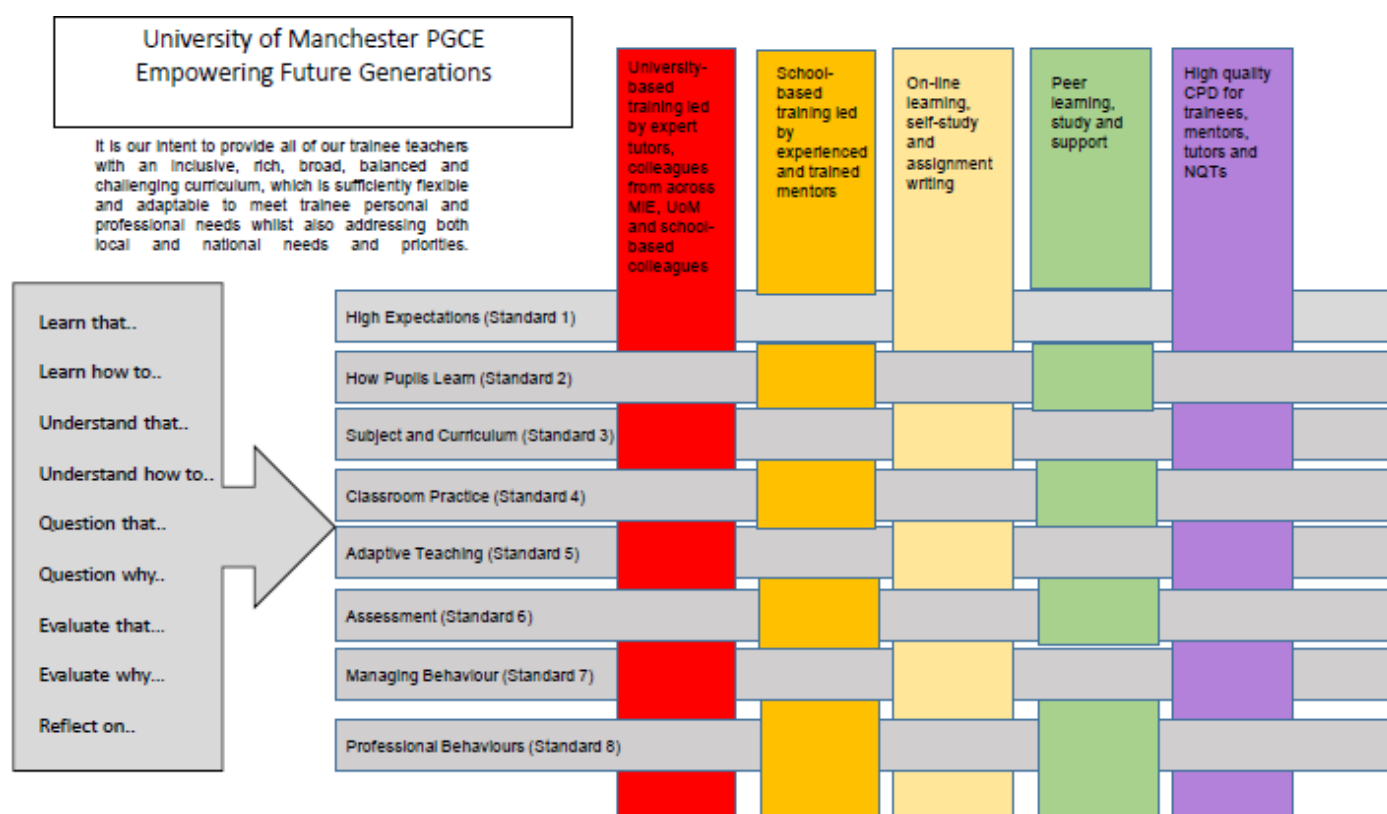 University of Manchester PGCE
Empowering Future Generations
It is our intent to provide all of our trainee teachers
with an inclusive, rich, broad, balanced and
challenging curriculum, which is sufficiently flexible
and adaptable to meet trainee personal and
professional needs whilst also addressing both
local and national needs and priorities.
University-
based
training led
by expert
tutors,
colleagues
from across
MIE, UoM
and school-
based
colleagues
School-
based
training led
by
experienced
and trained
mentors
On-line
learning,
self-study
and
assignment
writing
Peer
learning,
study and
support
High quality
CPD for
trainees,
mentors,
tutors and
NQTs
Learn that..
Learn how to..
Understand that..
Understand how to..
Question that..
Question why..
Evaluate that...
Evaluate why...
Reflect on..
High Expectations (Standard 1)
How Pupils Learn (Standard 2)
Subject and Curriculum (Standard 3)
Classroom Practice (Standard 4)
Adaptive Teaching (Standard 5)
Assessment (Standard 6)
Managing Behaviour (Standard 7)
Professional Behaviours (Standard 8)